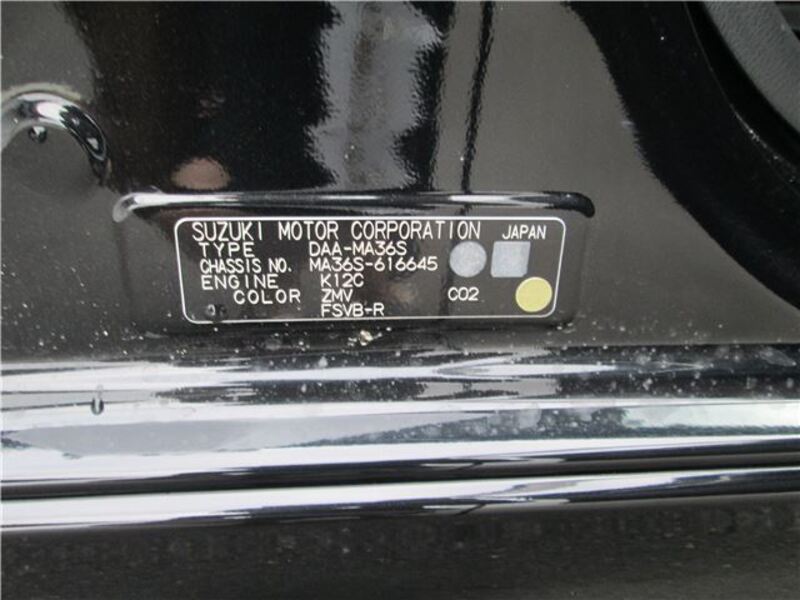 SUZUKI MOTOR CORPORATION JAPAN
TYPE DAA-MA36S
CHASSIS NO. MA36S-616645
ENGINE K12C
COLOR ZMV C02
FSVB-R